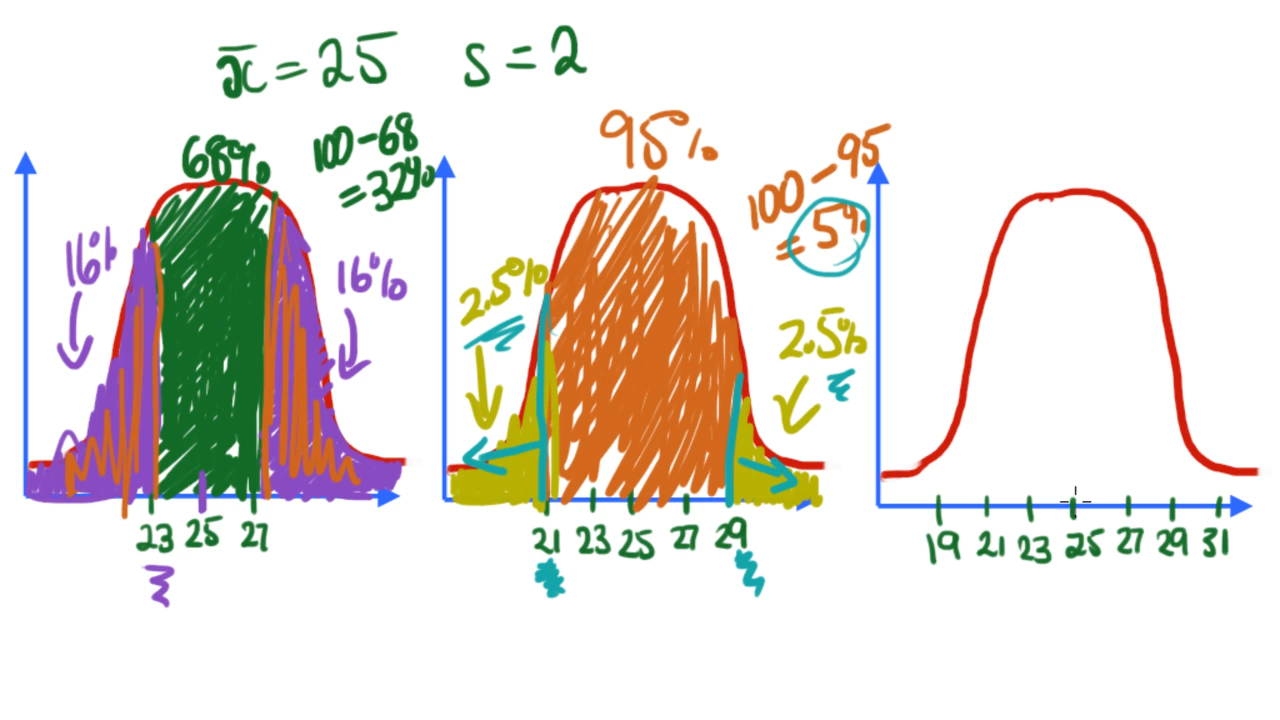 x̄ = 25 s = 2
68%
100-68
= 32%
16%
16%
23 25 27
95%
100 - 95
= 5%
2.5%
2.5%
21 23 25 27 29
19 21 23 25 27 29 31